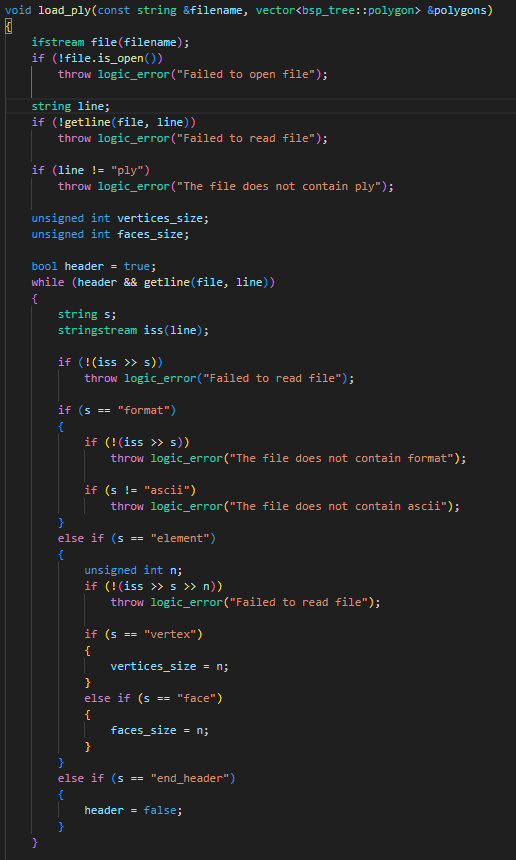 void load_ply(const string &filename, vector<bsp_tree::polygon> &polygons)
{
    ifstream file(filename);
    if (!file.is_open())
        throw logic_error("Failed to open file");

    string line;
    if (!getline(file, line))
        throw logic_error("Failed to read file");

    if (line != "ply")
        throw logic_error("The file does not contain ply");

    unsigned int vertices_size;
    unsigned int faces_size;

    bool header = true;
    while (header && getline(file, line))
    {
        string s;
        stringstream iss(line);

        if (!(iss >> s))
            throw logic_error("Failed to read file");

        if (s == "format")
        {
            if (!(iss >> s))
                throw logic_error("The file does not contain format");

            if (s != "ascii")
                throw logic_error("The file does not contain ascii");
        }
        else if (s == "element")
        {
            unsigned int n;
            if (!(iss >> s >> n))
                throw logic_error("Failed to read file");

            if (s == "vertex")
            {
                vertices_size = n;
            }
            else if (s == "face")
            {
                faces_size = n;
            }
        }
        else if (s == "end_header")
        {
            header = false;
        }
    }